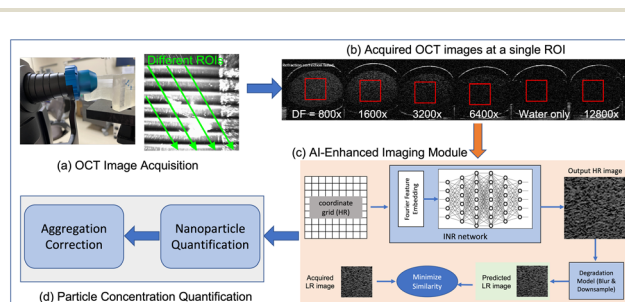 (b) Acquired OCT images at a single ROI
Different ROIs
DF = 800x
1600x
3200x
6400x
Water only
12800x
(a) OCT Image Acquisition
(c) AI-Enhanced Imaging Module
coordinate
grid (HR)
Fourier Feature
Embedding
INR network
Output HR image
Aggregation
Correction
Nanoparticle
Quantification
(d) Particle Concentration Quantification
Acquired
LR image
Minimize
Similarity
Predicted
LR image
Degradation
Model (Blur &
Downsample)